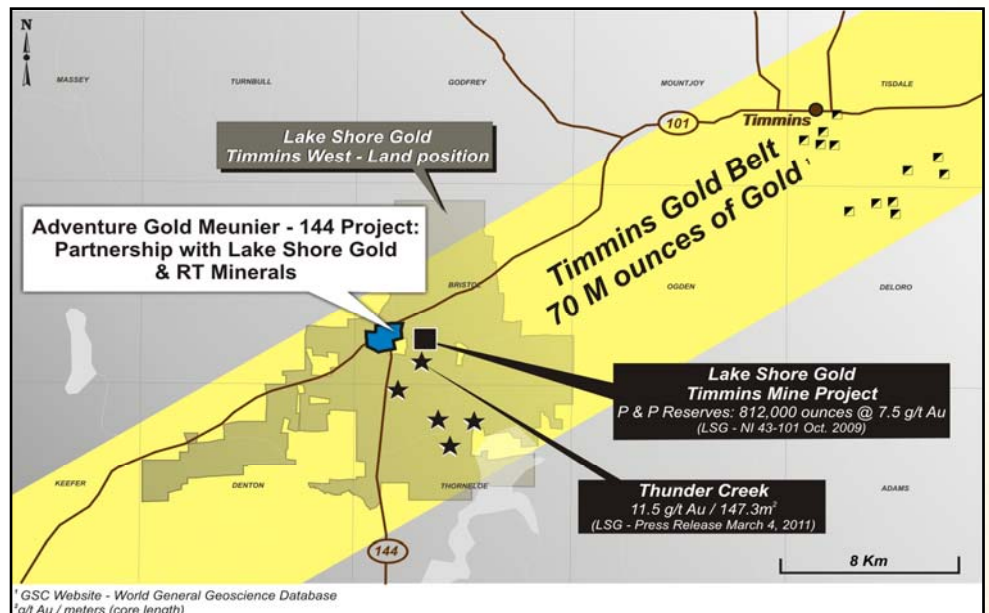 N
MASSEY
TURNBULL
GODFREY
MOUNTJOY
TISDALE
101
Timmins
Lake Shore Gold
Timmins West - Land position
Timmins Gold Belt
70 M ounces of Gold ¹
Adventure Gold Meunier - 144 Project:
Partnership with Lake Shore Gold
& RT Minerals
BRISTOL
OGDEN
DELORO
Lake Shore Gold
Timmins Mine Project
P & P Reserves: 812,000 ounces @ 7.5 g/t Au
(LSG - NI 43-101 Oct. 2009)
KEEFER
DENTON
THORNELOE
ADAMS
Thunder Creek
11.5 g/t Au / 147.3m²
(LSG - Press Release March 4, 2011)
144
8 Km
¹ GSC Website - World General Geoscience Database
²g/t Au / meters (core length)